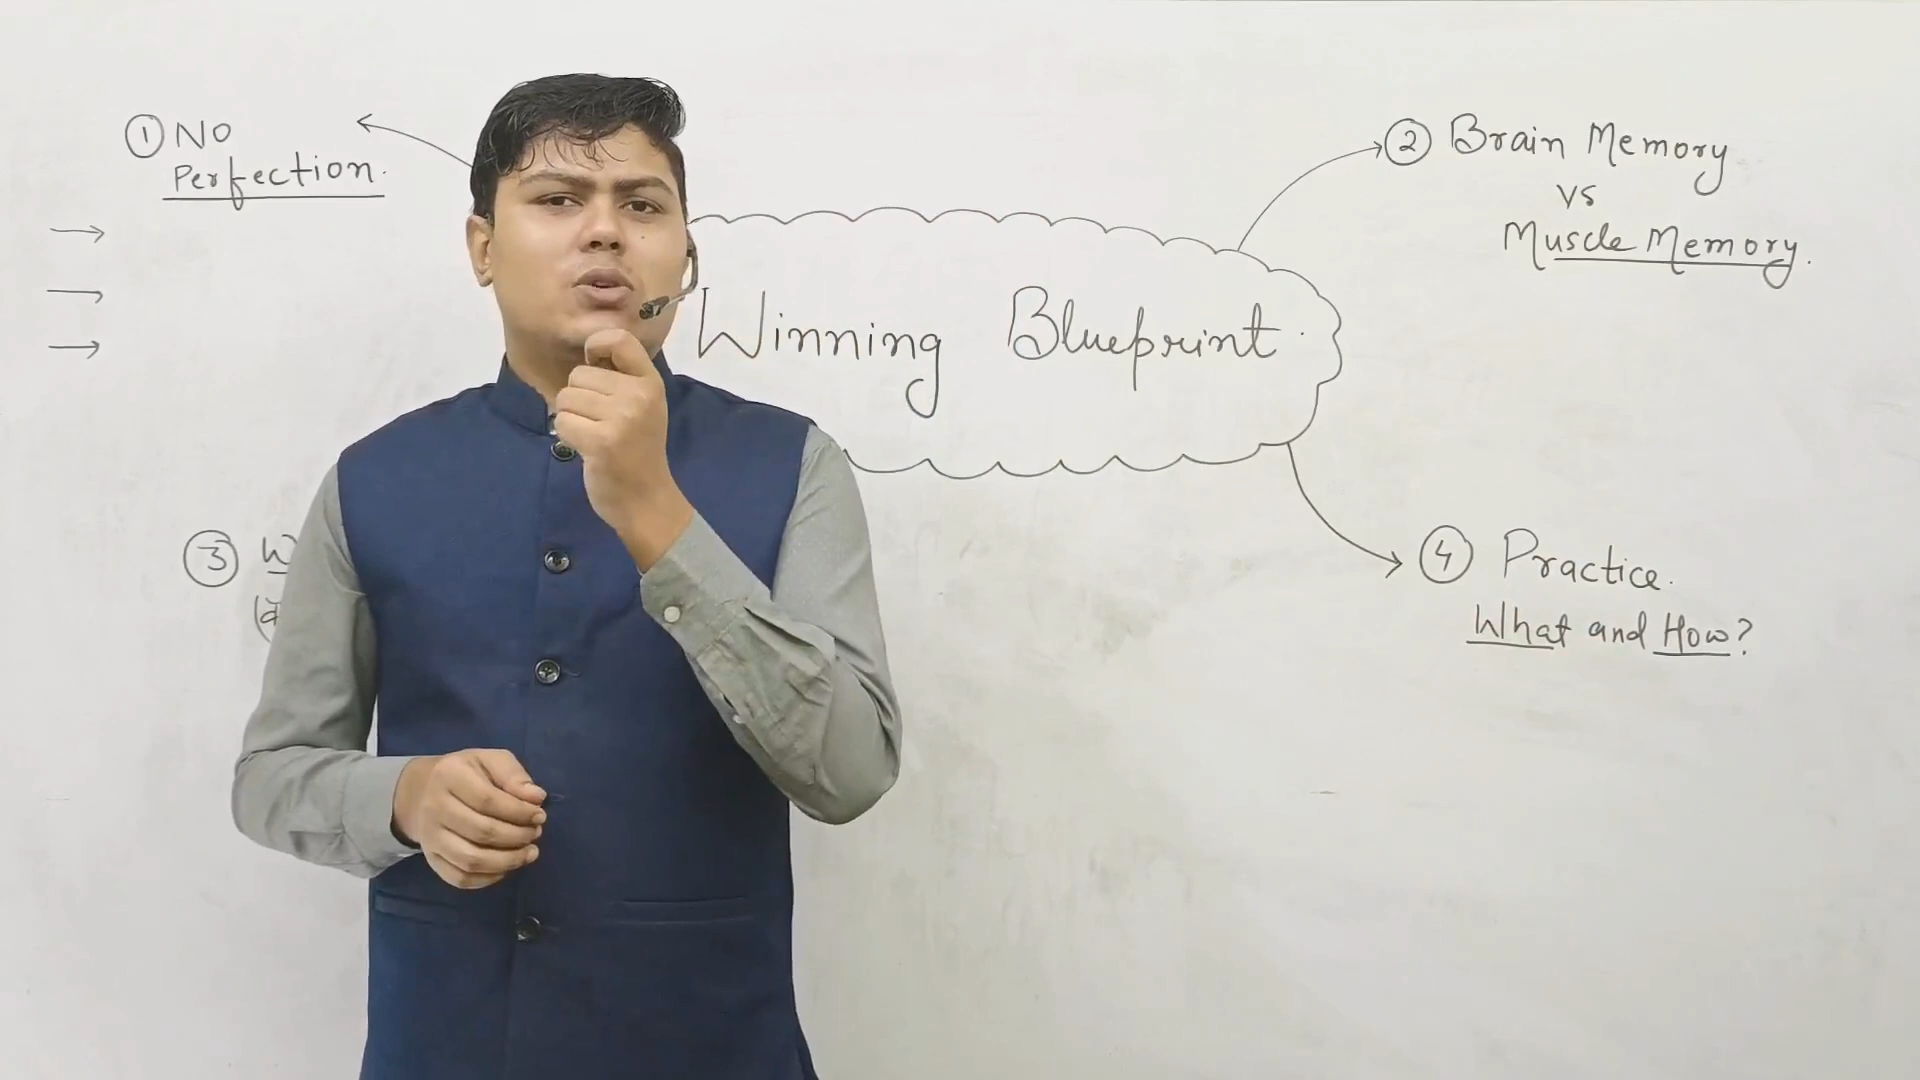 ① NO
Perfection.
Winning Blueprint.
② Brain Memory
vs
Muscle Memory.
③
④ Practice.
What and How?